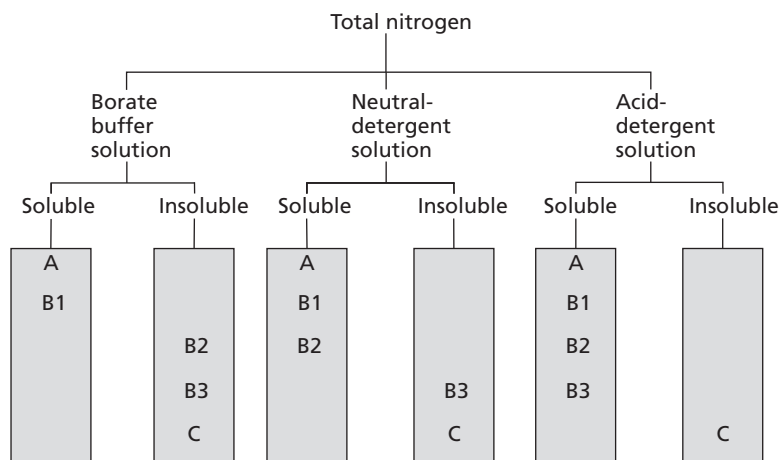 Total nitrogen
Borate
buffer
solution
Neutral-
detergent
solution
Acid-
detergent
solution
Soluble
Insoluble
Soluble
Insoluble
Soluble
Insoluble
A
B1
B2
B3
C
A
B1
B2
B3
C
A
B1
B2
B3
C